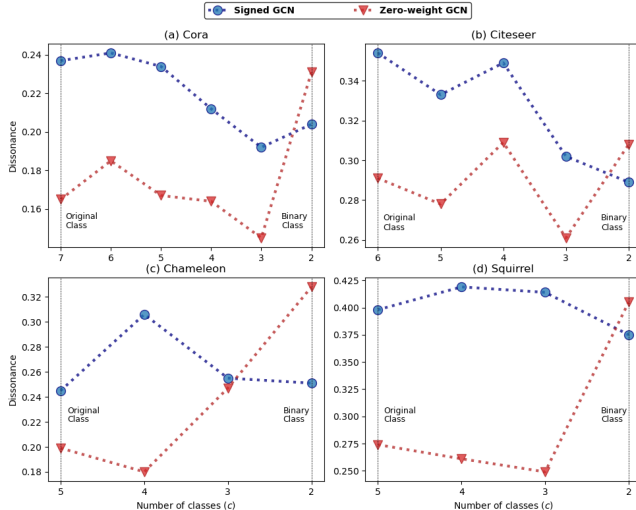 Signed GCN Zero-weight GCN
(a) Cora
0.24
0.22
0.20
0.18
0.16
Dissonance
Original
Class
Binary
Class
7 6 5 4 3 2
(b) Citeseer
0.34
0.32
0.30
0.28
0.26
Original
Class
Binary
Class
6 5 4 3 2
(c) Chameleon
0.32
0.30
0.28
0.26
0.24
0.22
0.20
0.18
Dissonance
Original
Class
Binary
Class
5 4 3 2
Number of classes (c)
(d) Squirrel
0.425
0.400
0.375
0.350
0.325
0.300
0.275
0.250
Original
Class
Binary
Class
5 4 3 2
Number of classes (c)